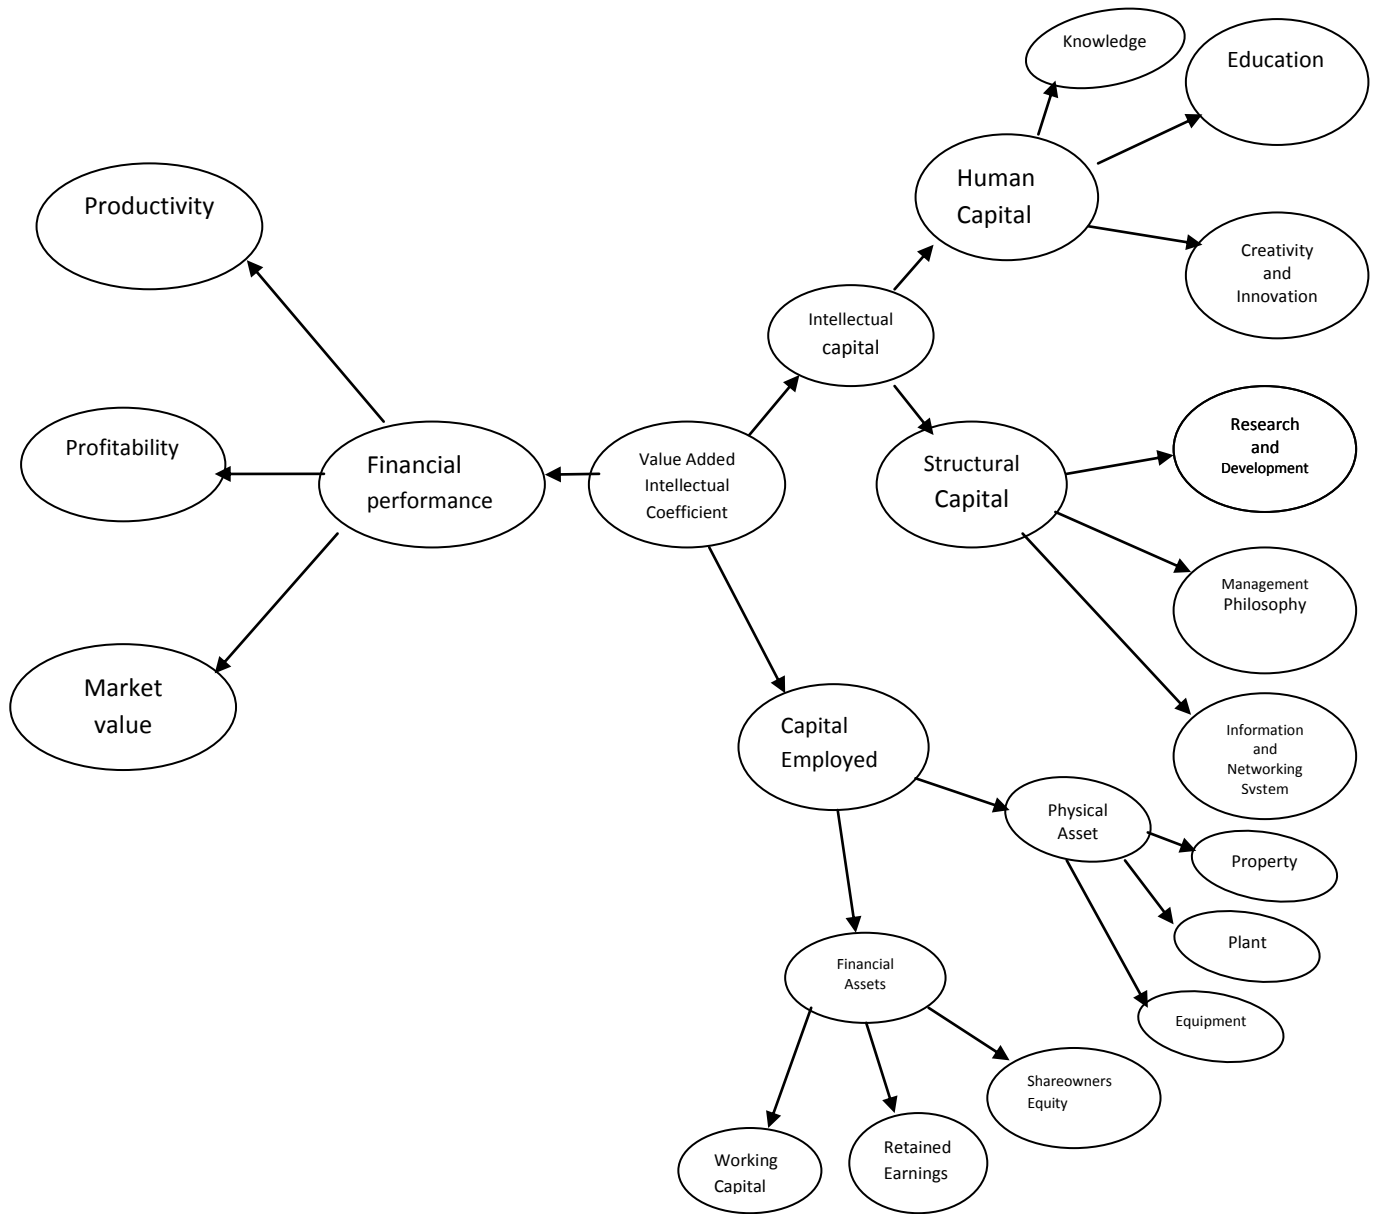 Knowledge
Education
Human
Capital
Productivity
Creativity
and
Innovation
Intellectual
capital
Research
and
Development
Profitability
Financial
performance
Value Added
Intellectual
Coefficient
Structural
Capital
Management
Philosophy
Market
value
Capital
Employed
Information
and
Networking
System
Physical
Asset
Property
Plant
Financial
Assets
Equipment
Shareowners
Equity
Working
Capital
Retained
Earnings